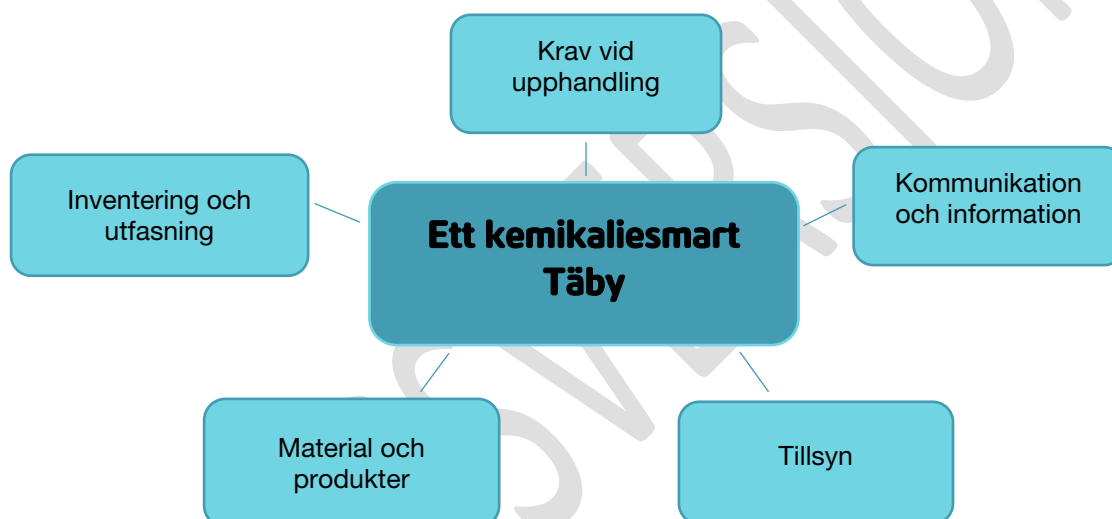 Krav vid
upphandling
Inventering och
utfasning
Kommunikation
och information
Ett kemikaliesmart
Täby
Material och
produkter
Tillsyn